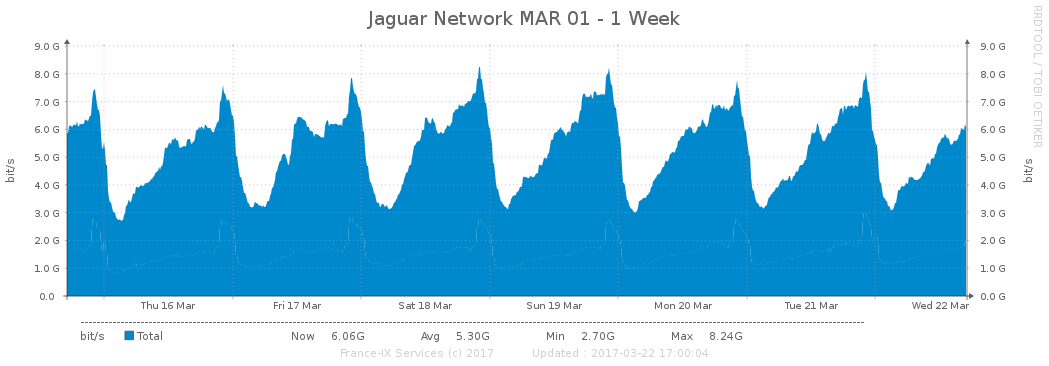 Jaguar Network MAR 01 - 1 Week
RRDTOOL / TOBI OETIKER
9.0 G 9.0 G
8.0 G 8.0 G
7.0 G 7.0 G
6.0 G 6.0 G
5.0 G 5.0 G
4.0 G 4.0 G
3.0 G 3.0 G
2.0 G 2.0 G
1.0 G 1.0 G
0.0 0.0 G
bit/s
bit/s
Thu 16 Mar Fri 17 Mar Sat 18 Mar Sun 19 Mar Mon 20 Mar Tue 21 Mar Wed 22 Mar
bit/s Total Now 6.06G Avg 5.30G Min 2.70G Max 8.24G
France-IX Services (c) 2017 Updated : 2017-03-22 17:00:04